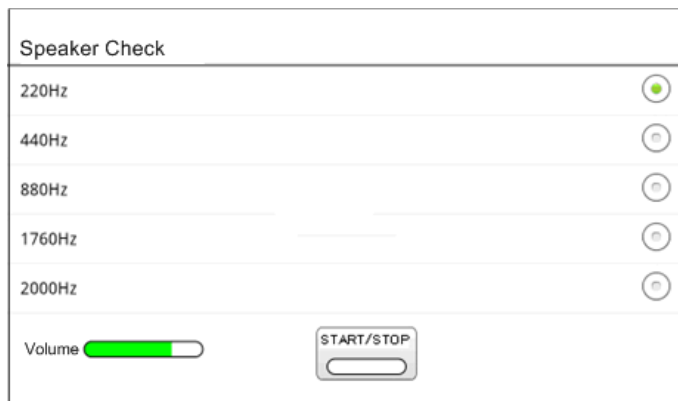 Speaker Check
220Hz
440Hz
880Hz
1760Hz
2000Hz
Volume
START/STOP